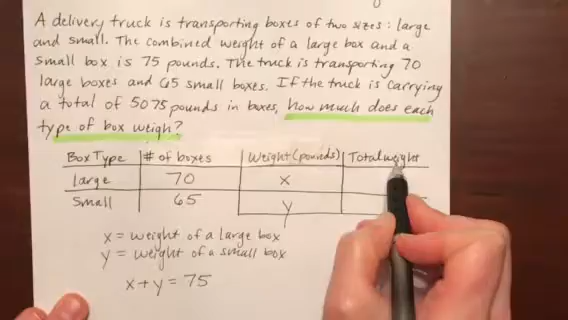 A delivery truck is transporting boxes of two sizes: large
and small. The combined weight of a large box and a
small box is 75 pounds. The truck is transporting 70
large boxes and 65 small boxes. If the truck is carrying
a total of 5075 pounds in boxes, how much does each
type of box weigh?
Box Type # of boxes Weight (pounds) Total weight
large 70 x
Small 65 y
x = weight of a large box
y = weight of a small box
x + y = 75